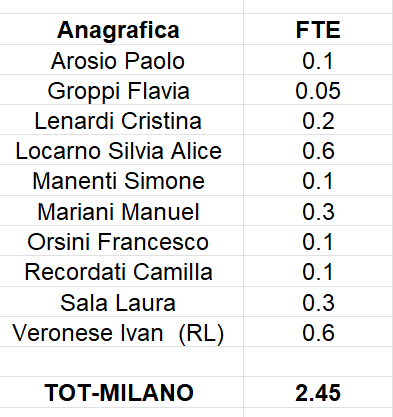 Anagrafica FTE
Arosio Paolo 0.1
Groppi Flavia 0.05
Lenardi Cristina 0.2
Locarno Silvia Alice 0.6
Manenti Simone 0.1
Mariani Manuel 0.3
Orsini Francesco 0.1
Recordati Camilla 0.1
Sala Laura 0.3
Veronese Ivan  (RL) 0.6
TOT-MILANO 2.45